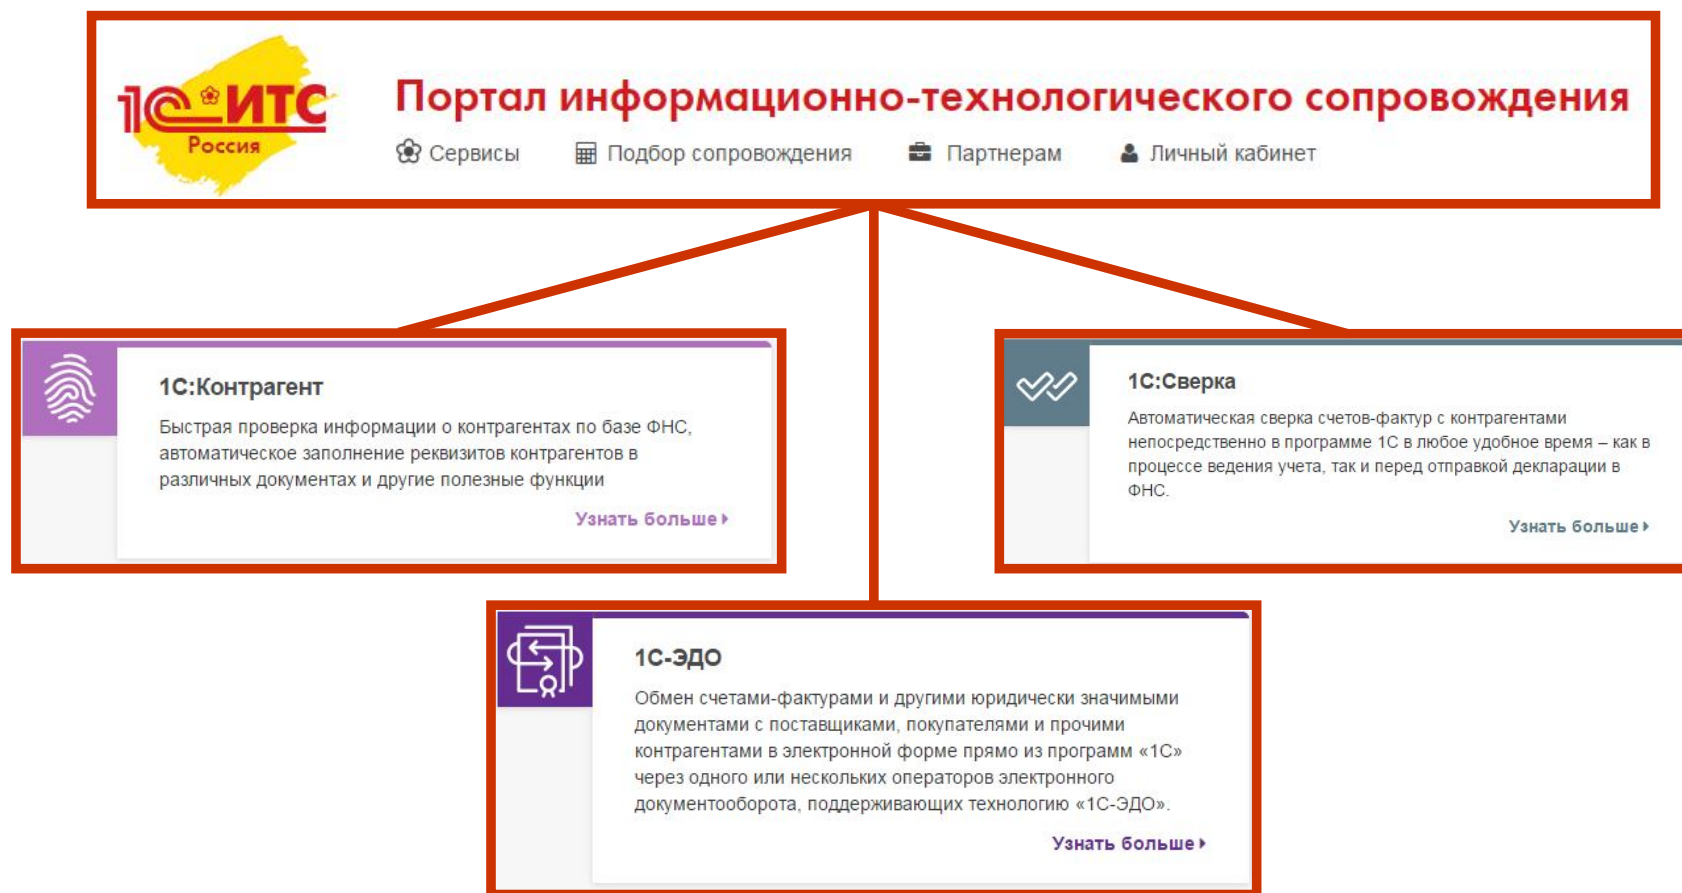 1С ИТС
Россия
Портал информационно-технологического сопровождения
Сервисы Подбор сопровождения Партнерам Личный кабинет
1С:Контрагент
Быстрая проверка информации о контрагентах по базе ФНС,
автоматическое заполнение реквизитов контрагентов в
различных документах и другие полезные функции
Узнать больше
1С:Сверка
Автоматическая сверка счетов-фактур с контрагентами
непосредственно в программе 1С в любое удобное время – как в
процессе ведения учета, так и перед отправкой декларации в
ФНС.
Узнать больше
1С-ЭДО
Обмен счетами-фактурами и другими юридически значимыми
документами с поставщиками, покупателями и прочими
контрагентами в электронной форме прямо из программ «1С»
через одного или нескольких операторов электронного
документооборота, поддерживающих технологию «1С-ЭДО».
Узнать больше